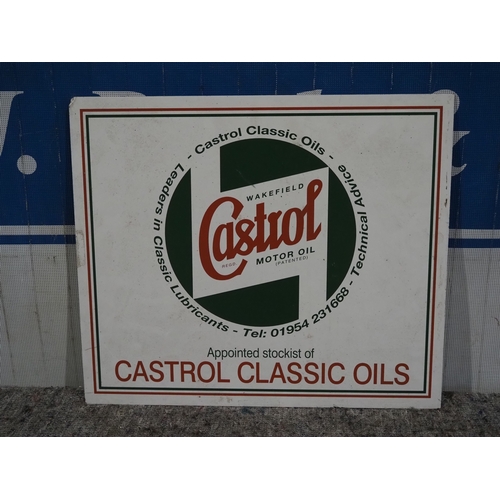 - Castrol Classic Oils -
Leaders in Classic Lubricants - Tel: 01954 231668 - Technical Advice -
WAKEFIELD
Castrol
REGD.
MOTOR OIL
(PATENTED)
Appointed stockist of
CASTROL CLASSIC OILS